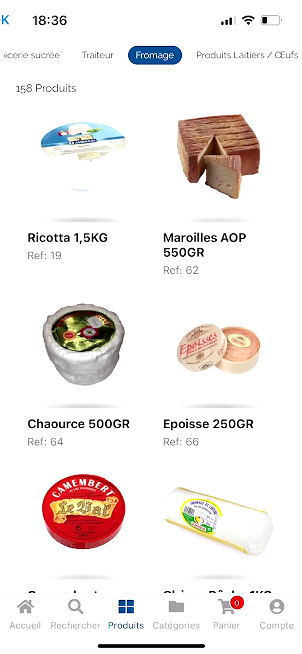 K 18:36
icerie sucrée Traiteur Fromage Produits Laitiers / Œufs
158 Produits
Ricotta 1,5KG
Ref: 19
Maroilles AOP
550GR
Ref: 62
Chaource 500GR
Ref: 64
Epoisse 250GR
Ref: 66
Epoisses
CAMEMBERT
Le Val
Accueil Rechercher Produits Catégories Panier Compte
0